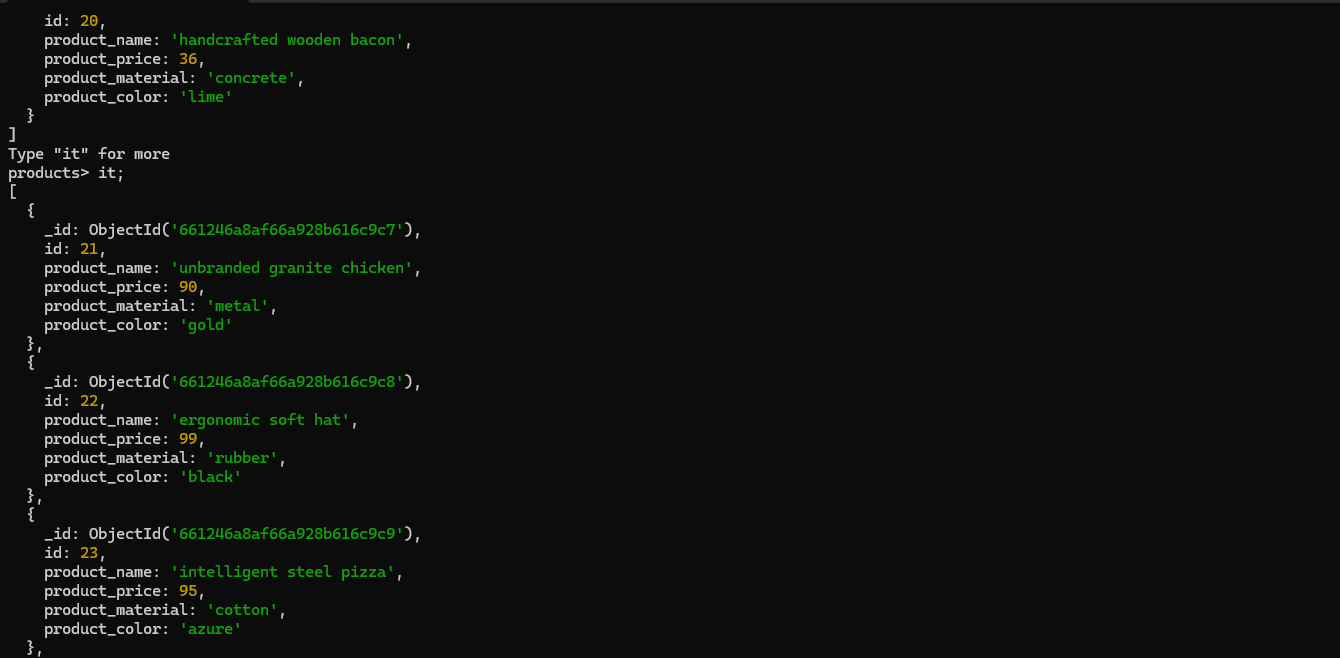 id: 20,
product_name: 'handcrafted wooden bacon',
product_price: 36,
product_material: 'concrete',
product_color: 'lime'
}
]
Type "it" for more
products> it;
[
{
_id: ObjectId('661246a8af66a928b616c9c7'),
id: 21,
product_name: 'unbranded granite chicken',
product_price: 90,
product_material: 'metal',
product_color: 'gold'
},
{
_id: ObjectId('661246a8af66a928b616c9c8'),
id: 22,
product_name: 'ergonomic soft hat',
product_price: 99,
product_material: 'rubber',
product_color: 'black'
},
{
_id: ObjectId('661246a8af66a928b616c9c9'),
id: 23,
product_name: 'intelligent steel pizza',
product_price: 95,
product_material: 'cotton',
product_color: 'azure'
},